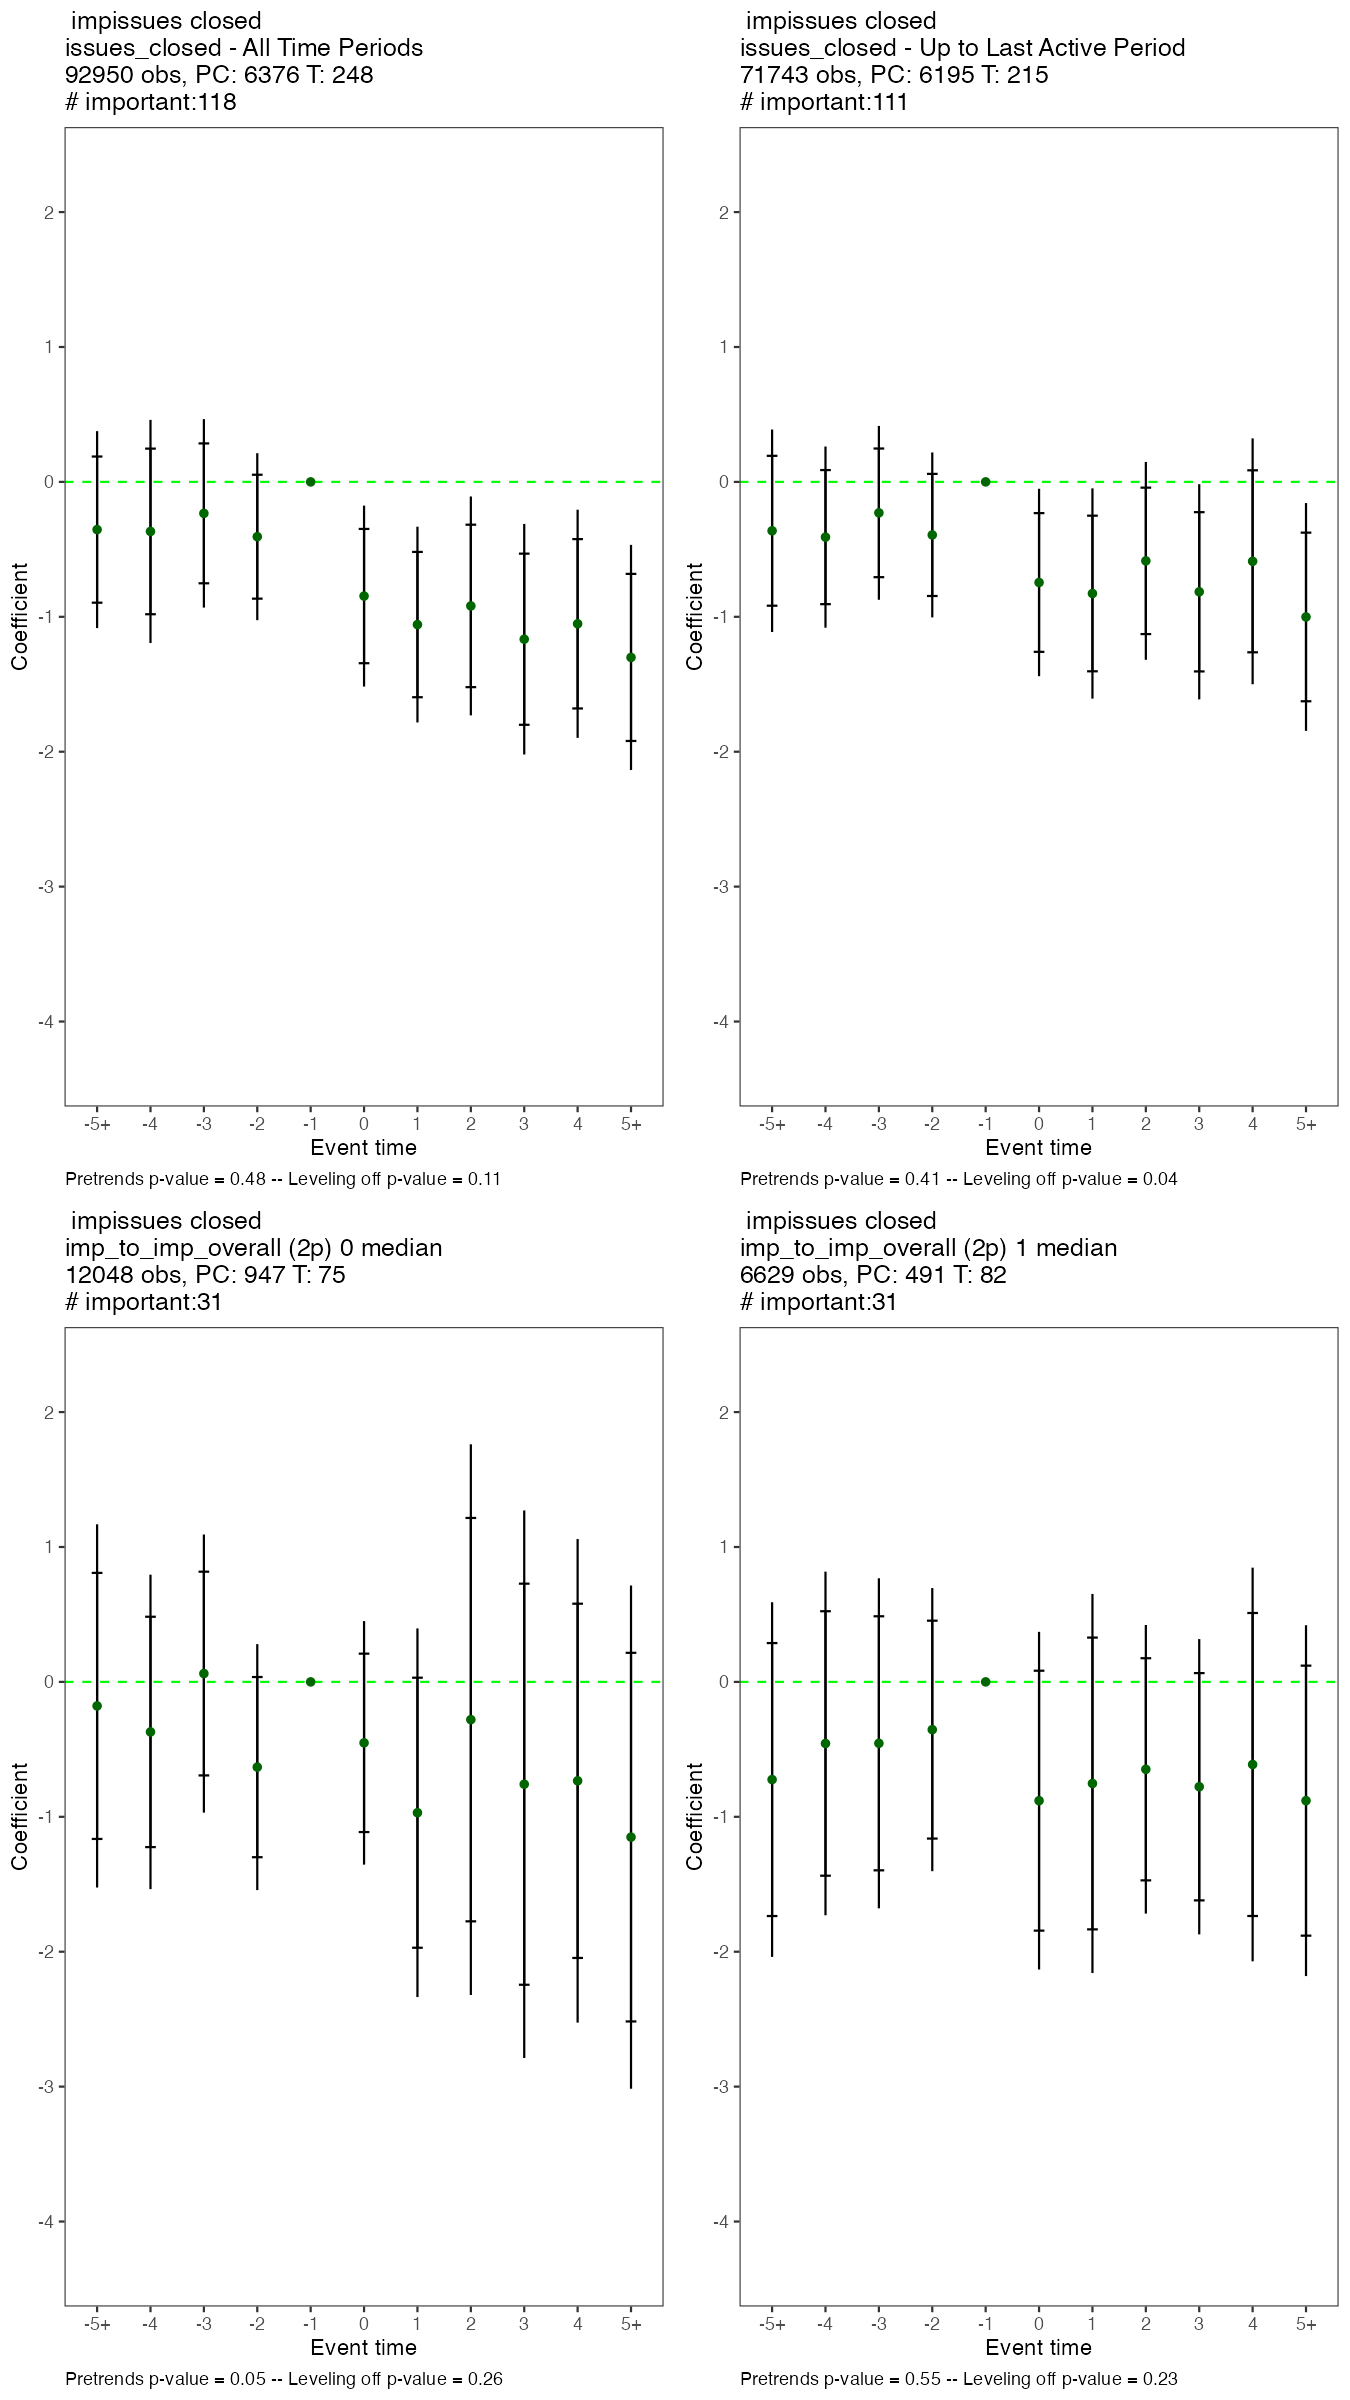 impissues closed
issues_closed - All Time Periods
92950 obs, PC: 6376 T: 248
# important:118
2
1
0
-1
-2
-3
-4
Coefficient
-5+ -4 -3 -2 -1 0 1 2 3 4 5+
Event time
Pretrends p-value = 0.48 -- Leveling off p-value = 0.11
impissues closed
issues_closed - Up to Last Active Period
71743 obs, PC: 6195 T: 215
# important:111
2
1
0
-1
-2
-3
-4
Coefficient
-5+ -4 -3 -2 -1 0 1 2 3 4 5+
Event time
Pretrends p-value = 0.41 -- Leveling off p-value = 0.04
impissues closed
imp_to_imp_overall (2p) 0 median
12048 obs, PC: 947 T: 75
# important:31
2
1
0
-1
-2
-3
-4
Coefficient
-5+ -4 -3 -2 -1 0 1 2 3 4 5+
Event time
Pretrends p-value = 0.05 -- Leveling off p-value = 0.26
impissues closed
imp_to_imp_overall (2p) 1 median
6629 obs, PC: 491 T: 82
# important:31
2
1
0
-1
-2
-3
-4
Coefficient
-5+ -4 -3 -2 -1 0 1 2 3 4 5+
Event time
Pretrends p-value = 0.55 -- Leveling off p-value = 0.23